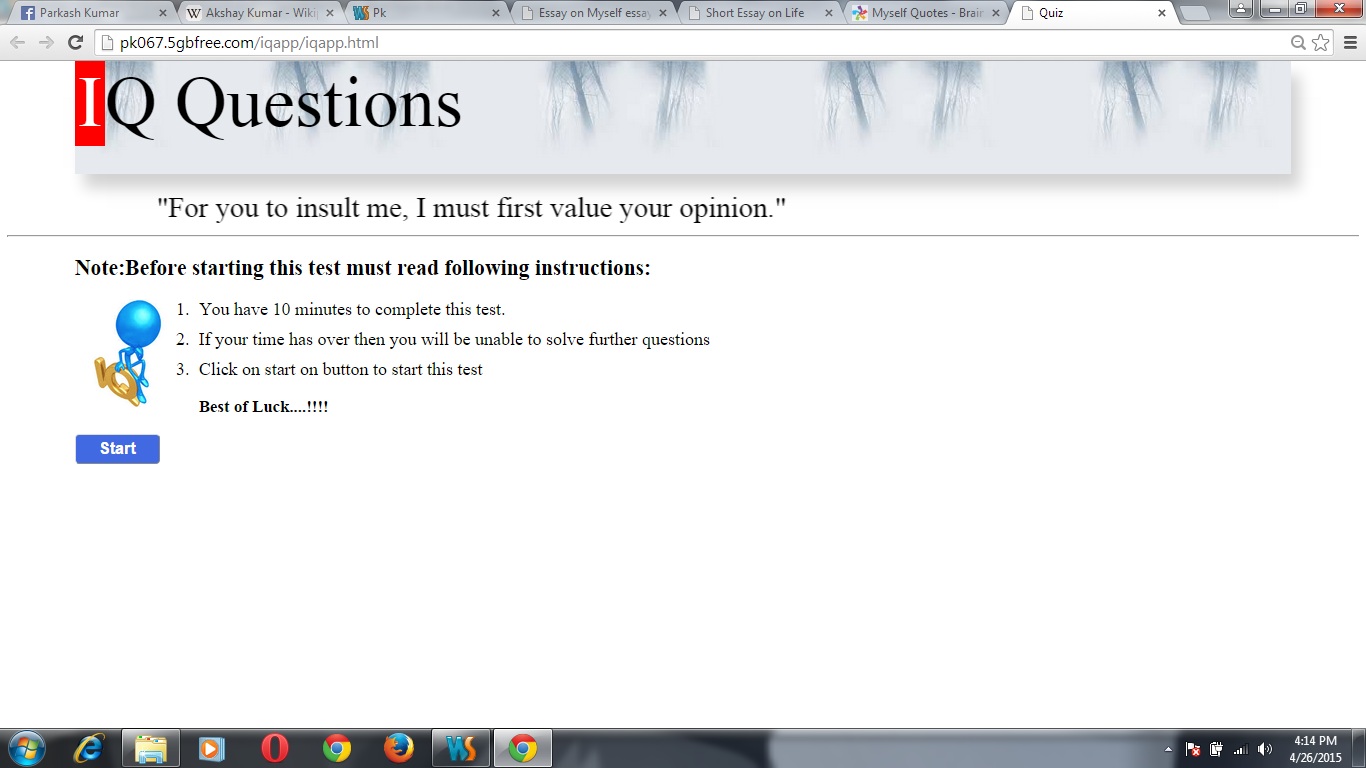 Parkash Kumar
Akshay Kumar - Wiki
Pk
Essay on Myself essay
Short Essay on Life
Myself Quotes - Brain
Quiz
pk067.5gbfree.com/iqapp/iqapp.html
IQ Questions
"For you to insult me, I must first value your opinion."
Note:Before starting this test must read following instructions:
1. You have 10 minutes to complete this test.
2. If your time has over then you will be unable to solve further questions
3. Click on start on button to start this test
IQ
Best of Luck....!!!!
Start
4:14 PM
4/26/2015